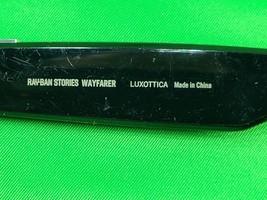 RAY-BAN STORIES WAYFARER LUXOTTICA Made in China